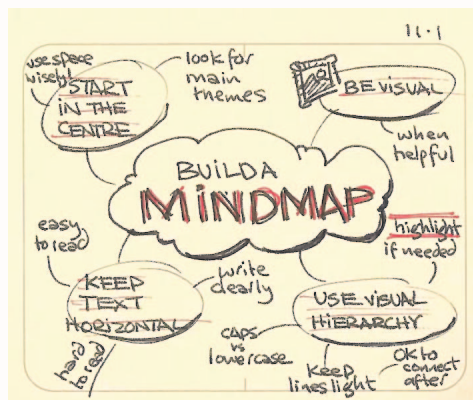 11.1
use space
wisely!
START
IN THE
CENTRE
look for
main
themes
BE VISUAL
when
helpful
BUILD A
MINDMAP
easy
to read
KEEP
TEXT
HORIZONTAL
write
clearly
hard
to read
highlight
if needed
USE VISUAL
HIERARCHY
CAPS
vs
lowercase
KEEP
lines light
OK to
connect
after